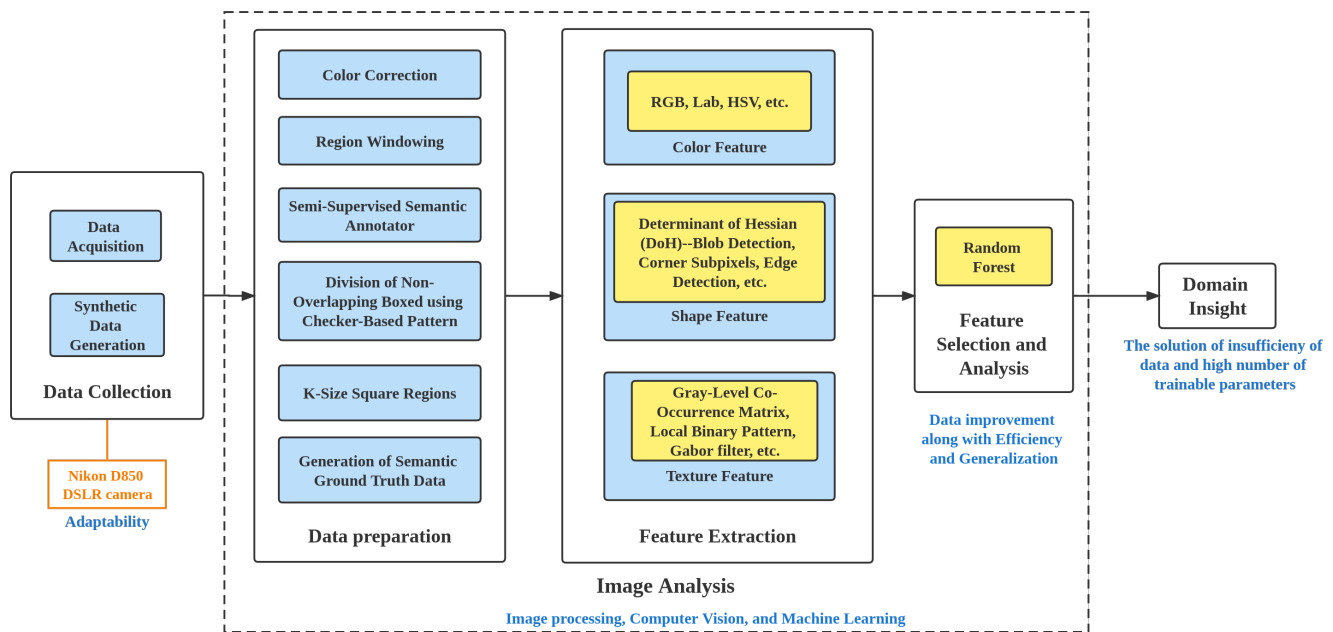 Data
Acquisition
Synthetic
Data
Generation
Data Collection
Nikon D850
DSLR camera
Adaptability
Color Correction
Region Windowing
Semi-Supervised Semantic
Annotator
Division of Non-
Overlapping Boxed using
Checker-Based Pattern
K-Size Square Regions
Generation of Semantic
Ground Truth Data
Data preparation
RGB, Lab, HSV, etc.
Color Feature
Determinant of Hessian
(DoH)--Blob Detection,
Corner Subpixels, Edge
Detection, etc.
Shape Feature
Gray-Level Co-
Occurrence Matrix,
Local Binary Pattern,
Gabor filter, etc.
Texture Feature
Feature Extraction
Random
Forest
Feature
Selection and
Analysis
Data improvement
along with Efficiency
and Generalization
Image Analysis
Image processing, Computer Vision, and Machine Learning
Domain
Insight
The solution of insufficieny of
data and high number of
trainable parameters